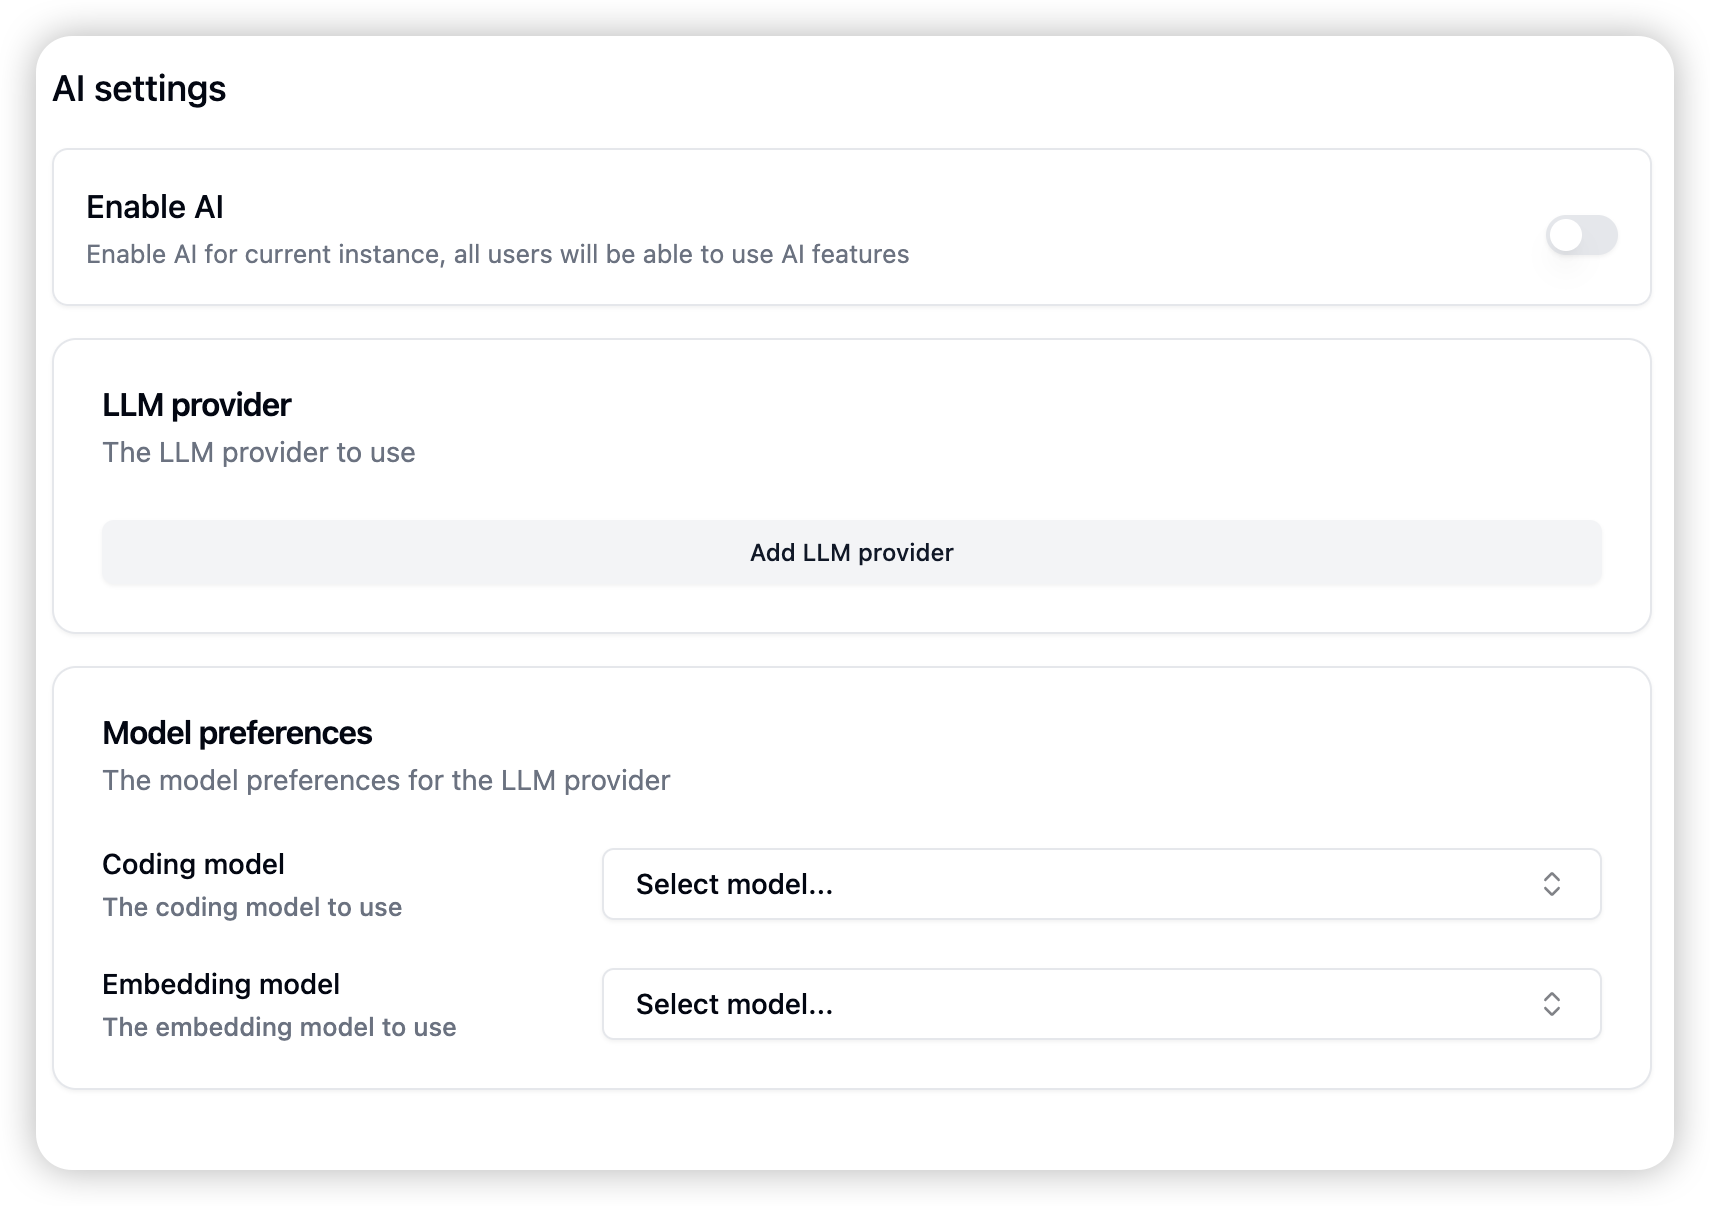 AI settings
Enable AI
Enable AI for current instance, all users will be able to use AI features
LLM provider
The LLM provider to use
Add LLM provider
Model preferences
The model preferences for the LLM provider
Coding model
The coding model to use
Select model...
Embedding model
The embedding model to use
Select model...